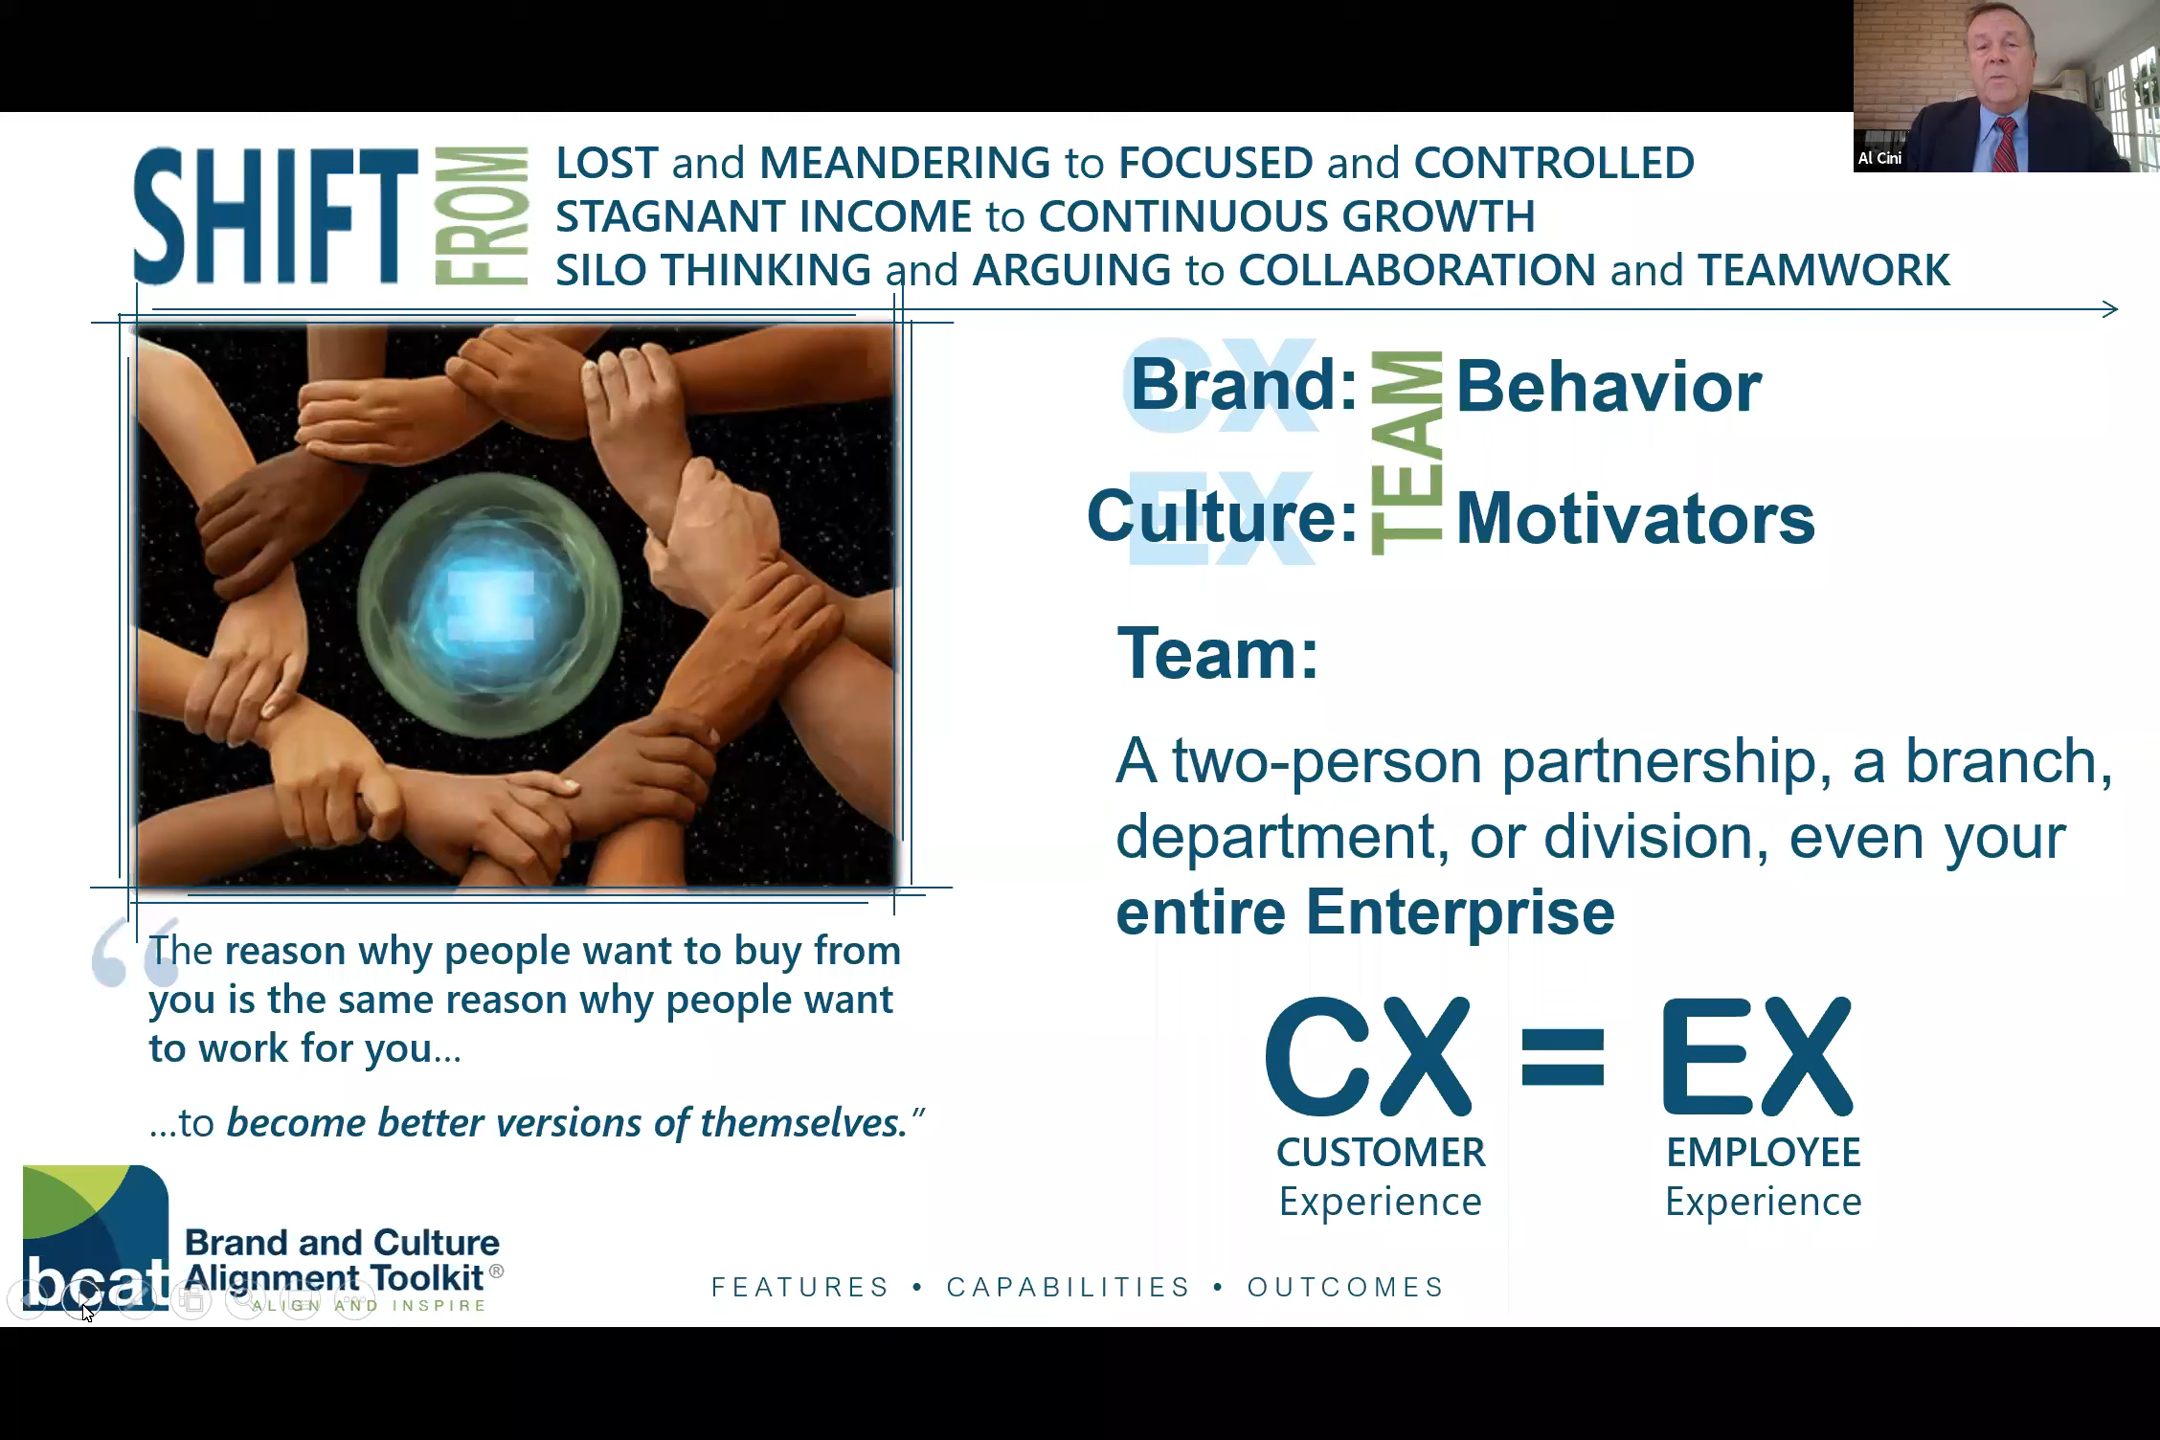 Al Cini
SHIFT FROM
LOST and MEANDERING to FOCUSED and CONTROLLED
STAGNANT INCOME to CONTINUOUS GROWTH
SILO THINKING and ARGUING to COLLABORATION and TEAMWORK
CX
Brand: TEAM Behavior
EX
Culture: Motivators
Team:
A two-person partnership, a branch,
department, or division, even your
entire Enterprise
“The reason why people want to buy from
you is the same reason why people want
to work for you...
...to become better versions of themselves.”
CX = EX
CUSTOMER EMPLOYEE
Experience Experience
bcat
Brand and Culture
Alignment Toolkit®
ALIGN AND INSPIRE
FEATURES • CAPABILITIES • OUTCOMES